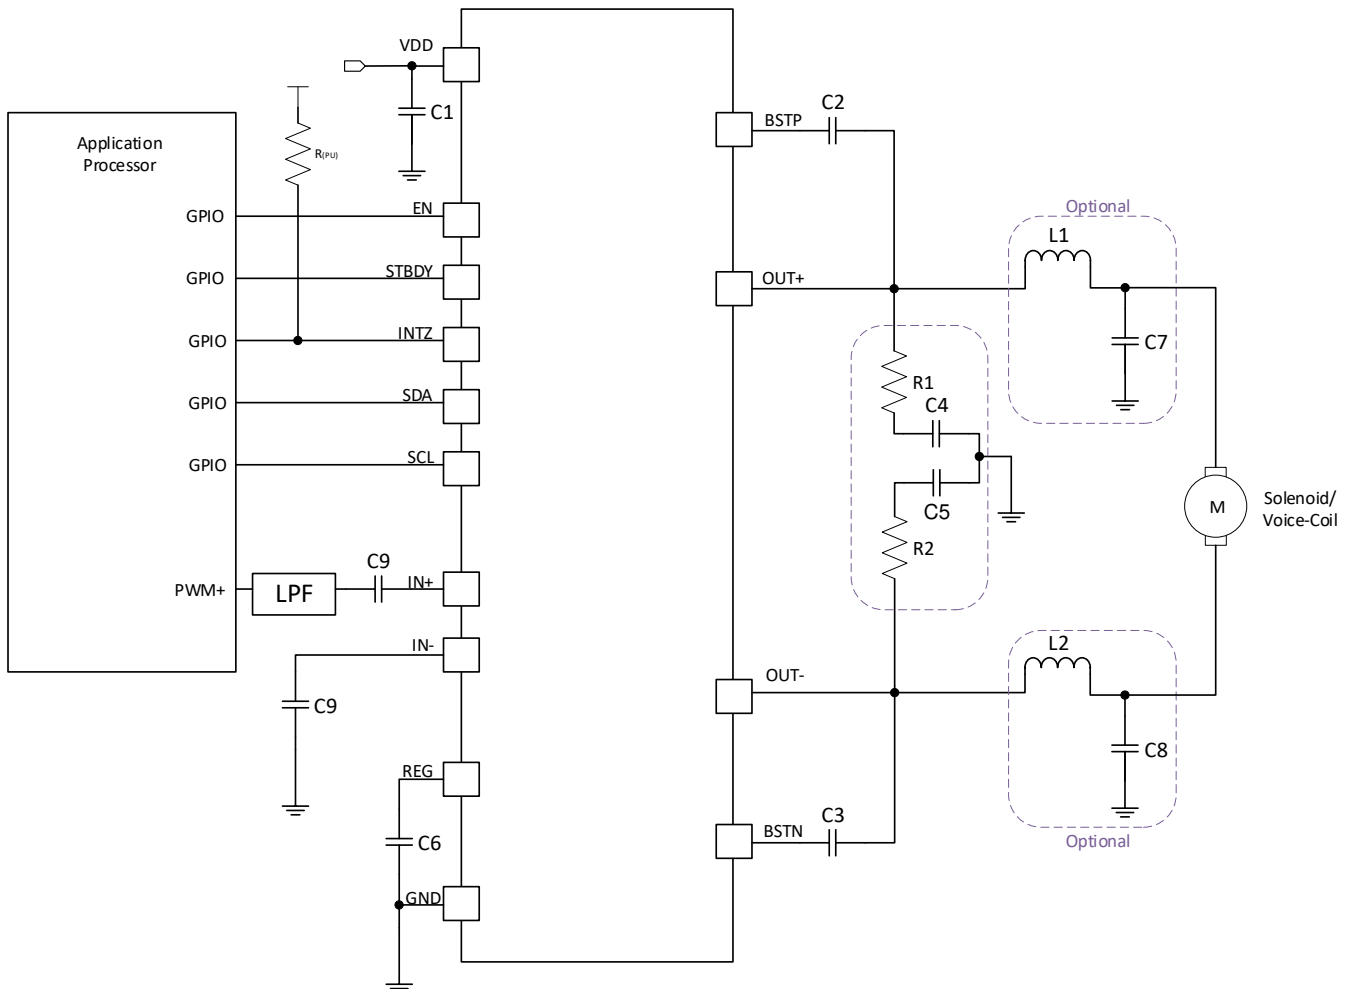 VDD
C1
Application
Processor
R(PU)
GPIO
EN
GPIO
STBDY
GPIO
INTZ
GPIO
SDA
GPIO
SCL
PWM+
LPF
C9
IN+
IN-
C9
REG
C6
GND
BSTP
C2
OUT+
Optional
L1
C7
R1
C4
C5
R2
M
Solenoid/
Voice-Coil
OUT-
L2
C8
Optional
BSTN
C3